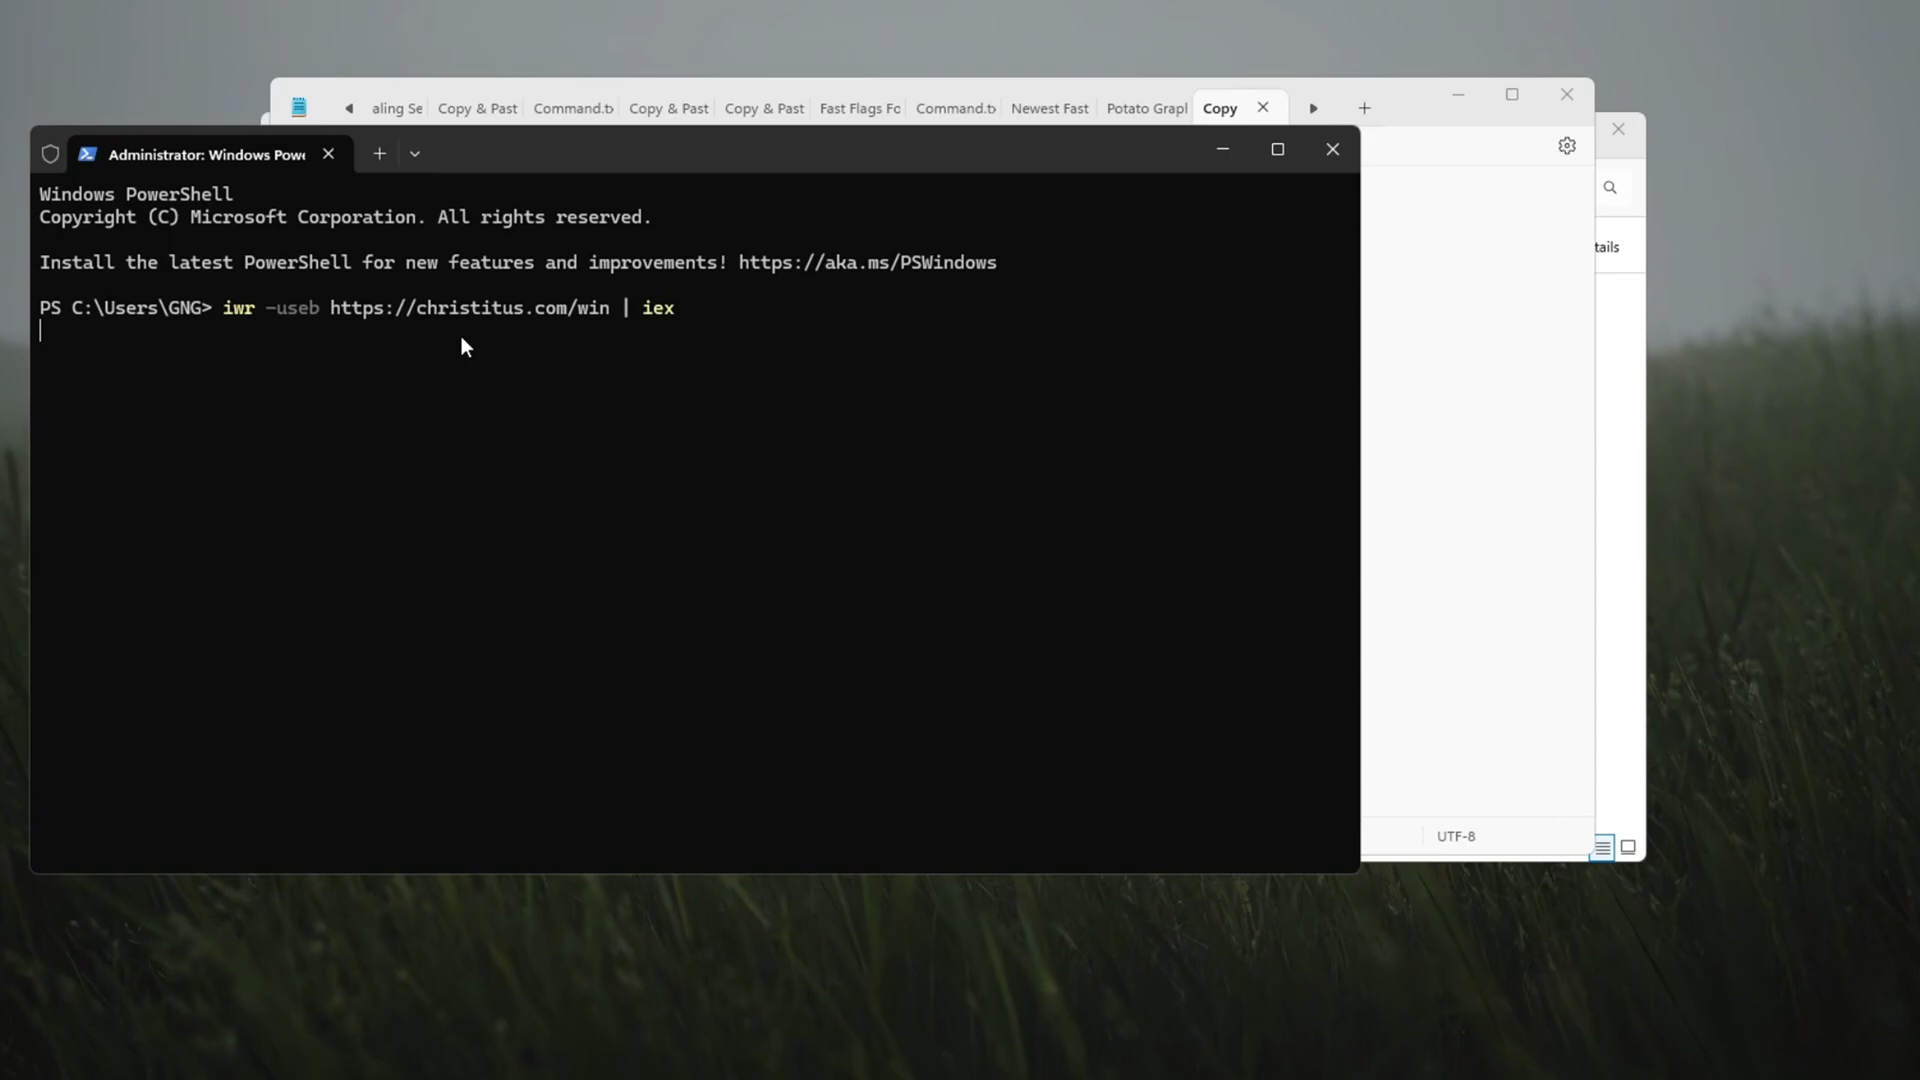 aling Se
Copy & Past
Command.t
Copy & Past
Copy & Past
Fast Flags Fo
Command.t
Newest Fast
Potato Grapl
Copy
Administrator: Windows Powe
Windows PowerShell
Copyright (C) Microsoft Corporation. All rights reserved.
Install the latest PowerShell for new features and improvements! https://aka.ms/PSWindows
PS C:\Users\GNG> iwr -useb https://christitus.com/win | iex
tails
UTF-8